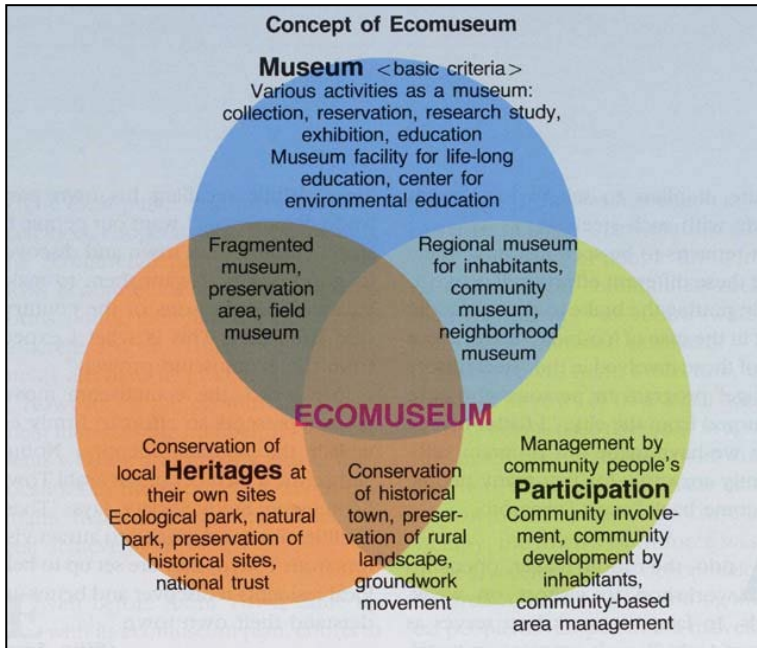 Concept of Ecomuseum
Museum <basic criteria>
Various activities as a museum:
collection, reservation, research study,
exhibition, education
Museum facility for life-long
education, center for
environmental education
Fragmented
museum,
preservation
area, field
museum
Regional museum
for inhabitants,
community
museum,
neighborhood
museum
ECOMUSEUM
Conservation of
local Heritages at
their own sites
Ecological park, natural
park, preservation of
historical sites,
national trust
Conservation
of historical
town, preser-
vation of rural
landscape,
groundwork
movement
Management by
community people's
Participation
Community involve-
ment, community
development by
inhabitants,
community-based
area management